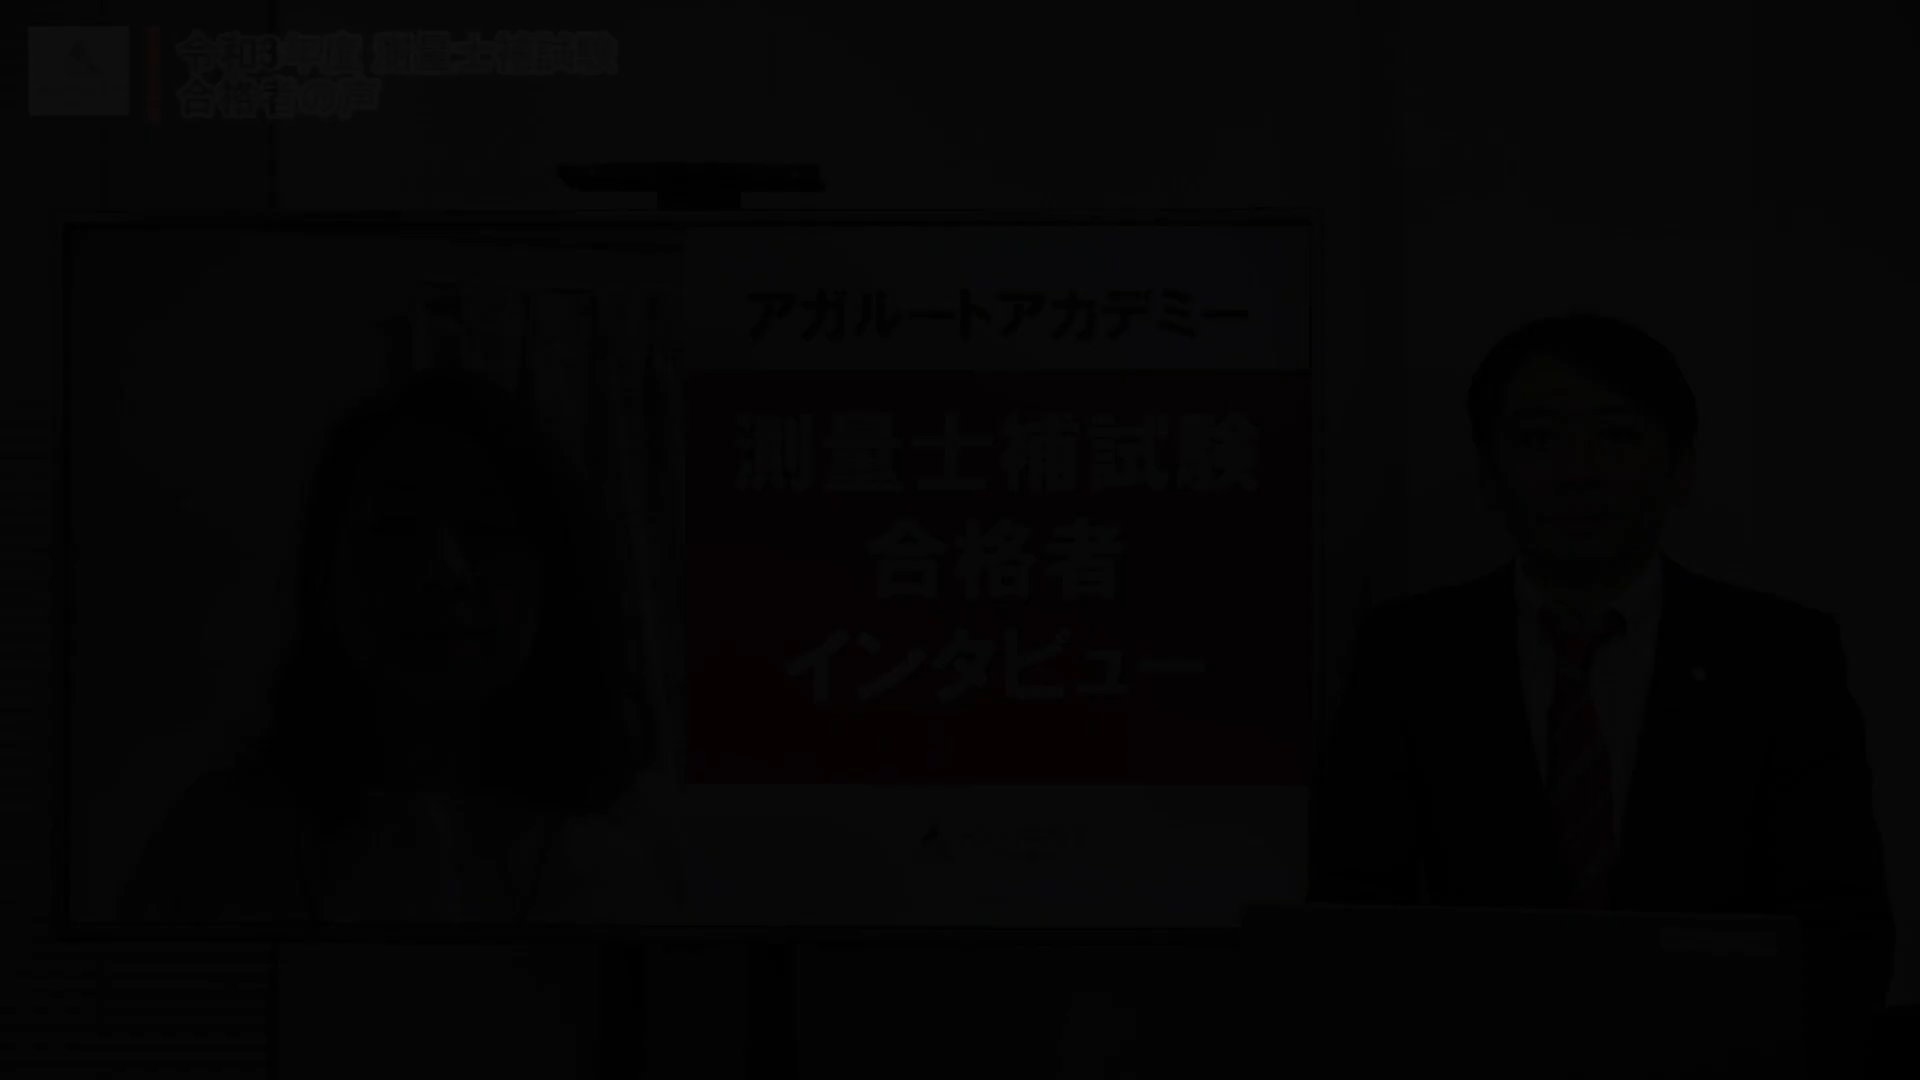 令和3年度 測量士補試験
合格者の声
アガルートアカデミー
測量士補試験
合格者
インタビュー